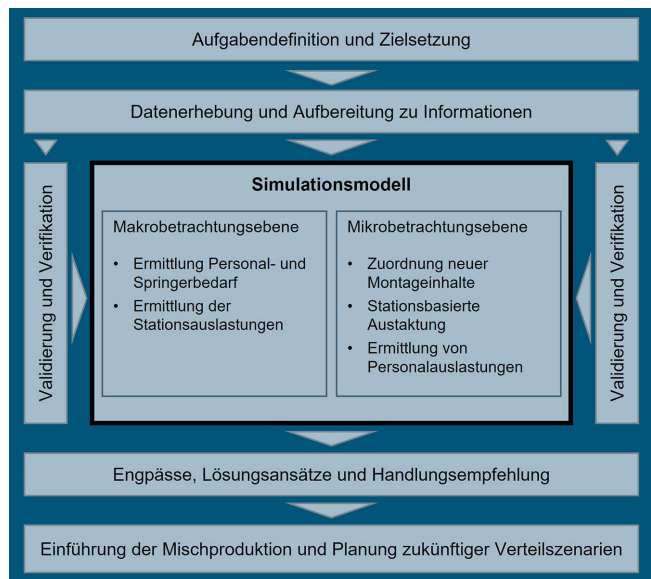 Aufgabendefinition und Zielsetzung
Datenerhebung und Aufbereitung zu Informationen
Validierung und Verifikation
Simulationsmodell
Makrobetrachtungsebene
• Ermittlung Personal- und
Springerbedarf
• Ermittlung der
Stationsauslastungen
Mikrobetrachtungsebene
• Zuordnung neuer
Montageinhalte
• Stationsbasierte
Austaktung
• Ermittlung von
Personalauslastungen
Validierung und Verifikation
Engpässe, Lösungsansätze und Handlungsempfehlung
Einführung der Mischproduktion und Planung zukünftiger Verteilszenarien